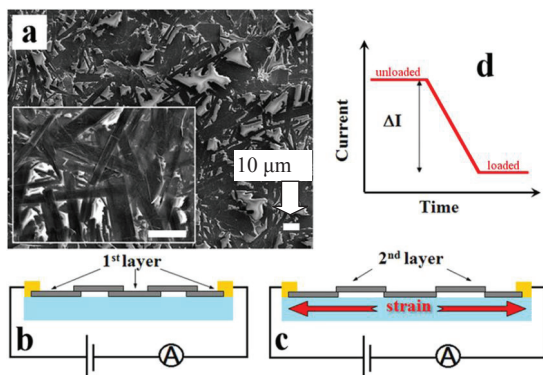 a
10 μm
d
unloaded
ΔI
loaded
Current
Time
1st layer
b
A
2nd layer
strain
c
A